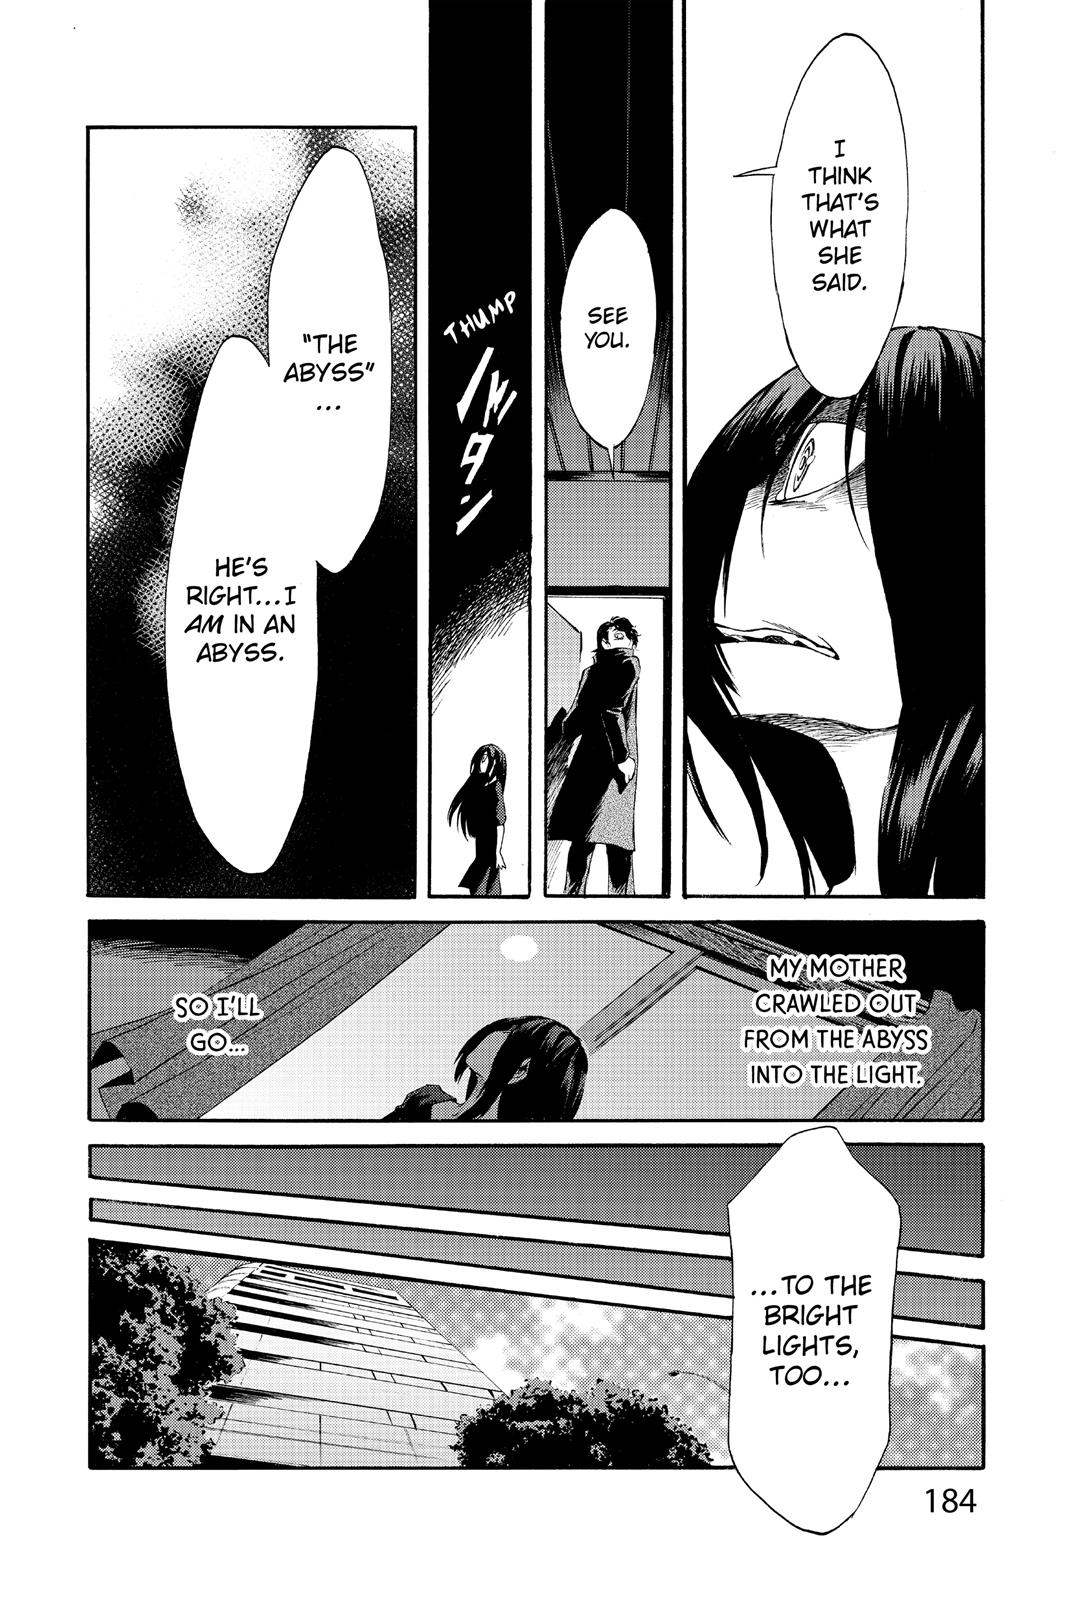 I
THINK
THAT'S
WHAT
SHE
SAID.
SEE
YOU.
THUMP
バタン
"THE
ABYSS"
...
HE'S
RIGHT...I
AM IN AN
ABYSS.
MY MOTHER
CRAWLED OUT
FROM THE ABYSS
INTO THE LIGHT.
SO I'LL
GO...
...TO THE
BRIGHT
LIGHTS,
TOO...
184